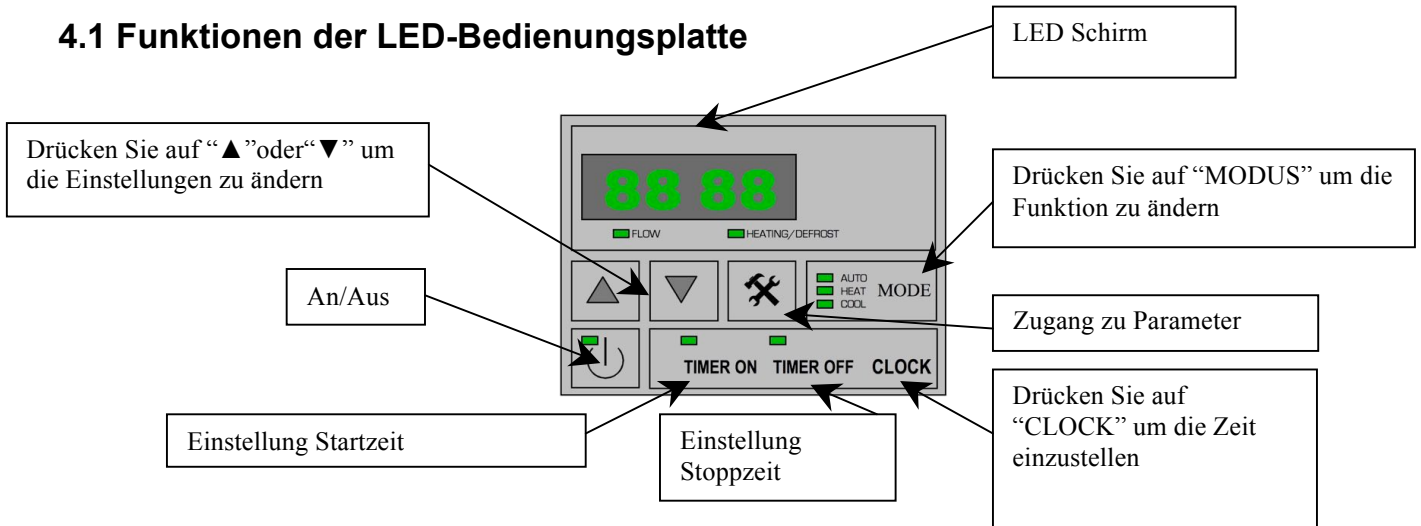 4.1 Funktionen der LED-Bedienungsplatte
LED Schirm
Drücken Sie auf “▲”oder“▼” um
die Einstellungen zu ändern
88 88
FLOW
HEATING/DEFROST
Drücken Sie auf “MODUS” um die
Funktion zu ändern
An/Aus
AUTO
HEAT
COOL
MODE
Zugang zu Parameter
TIMER ON
TIMER OFF
CLOCK
Einstellung Startzeit
Einstellung
Stoppzeit
Drücken Sie auf
“CLOCK” um die Zeit
einzustellen